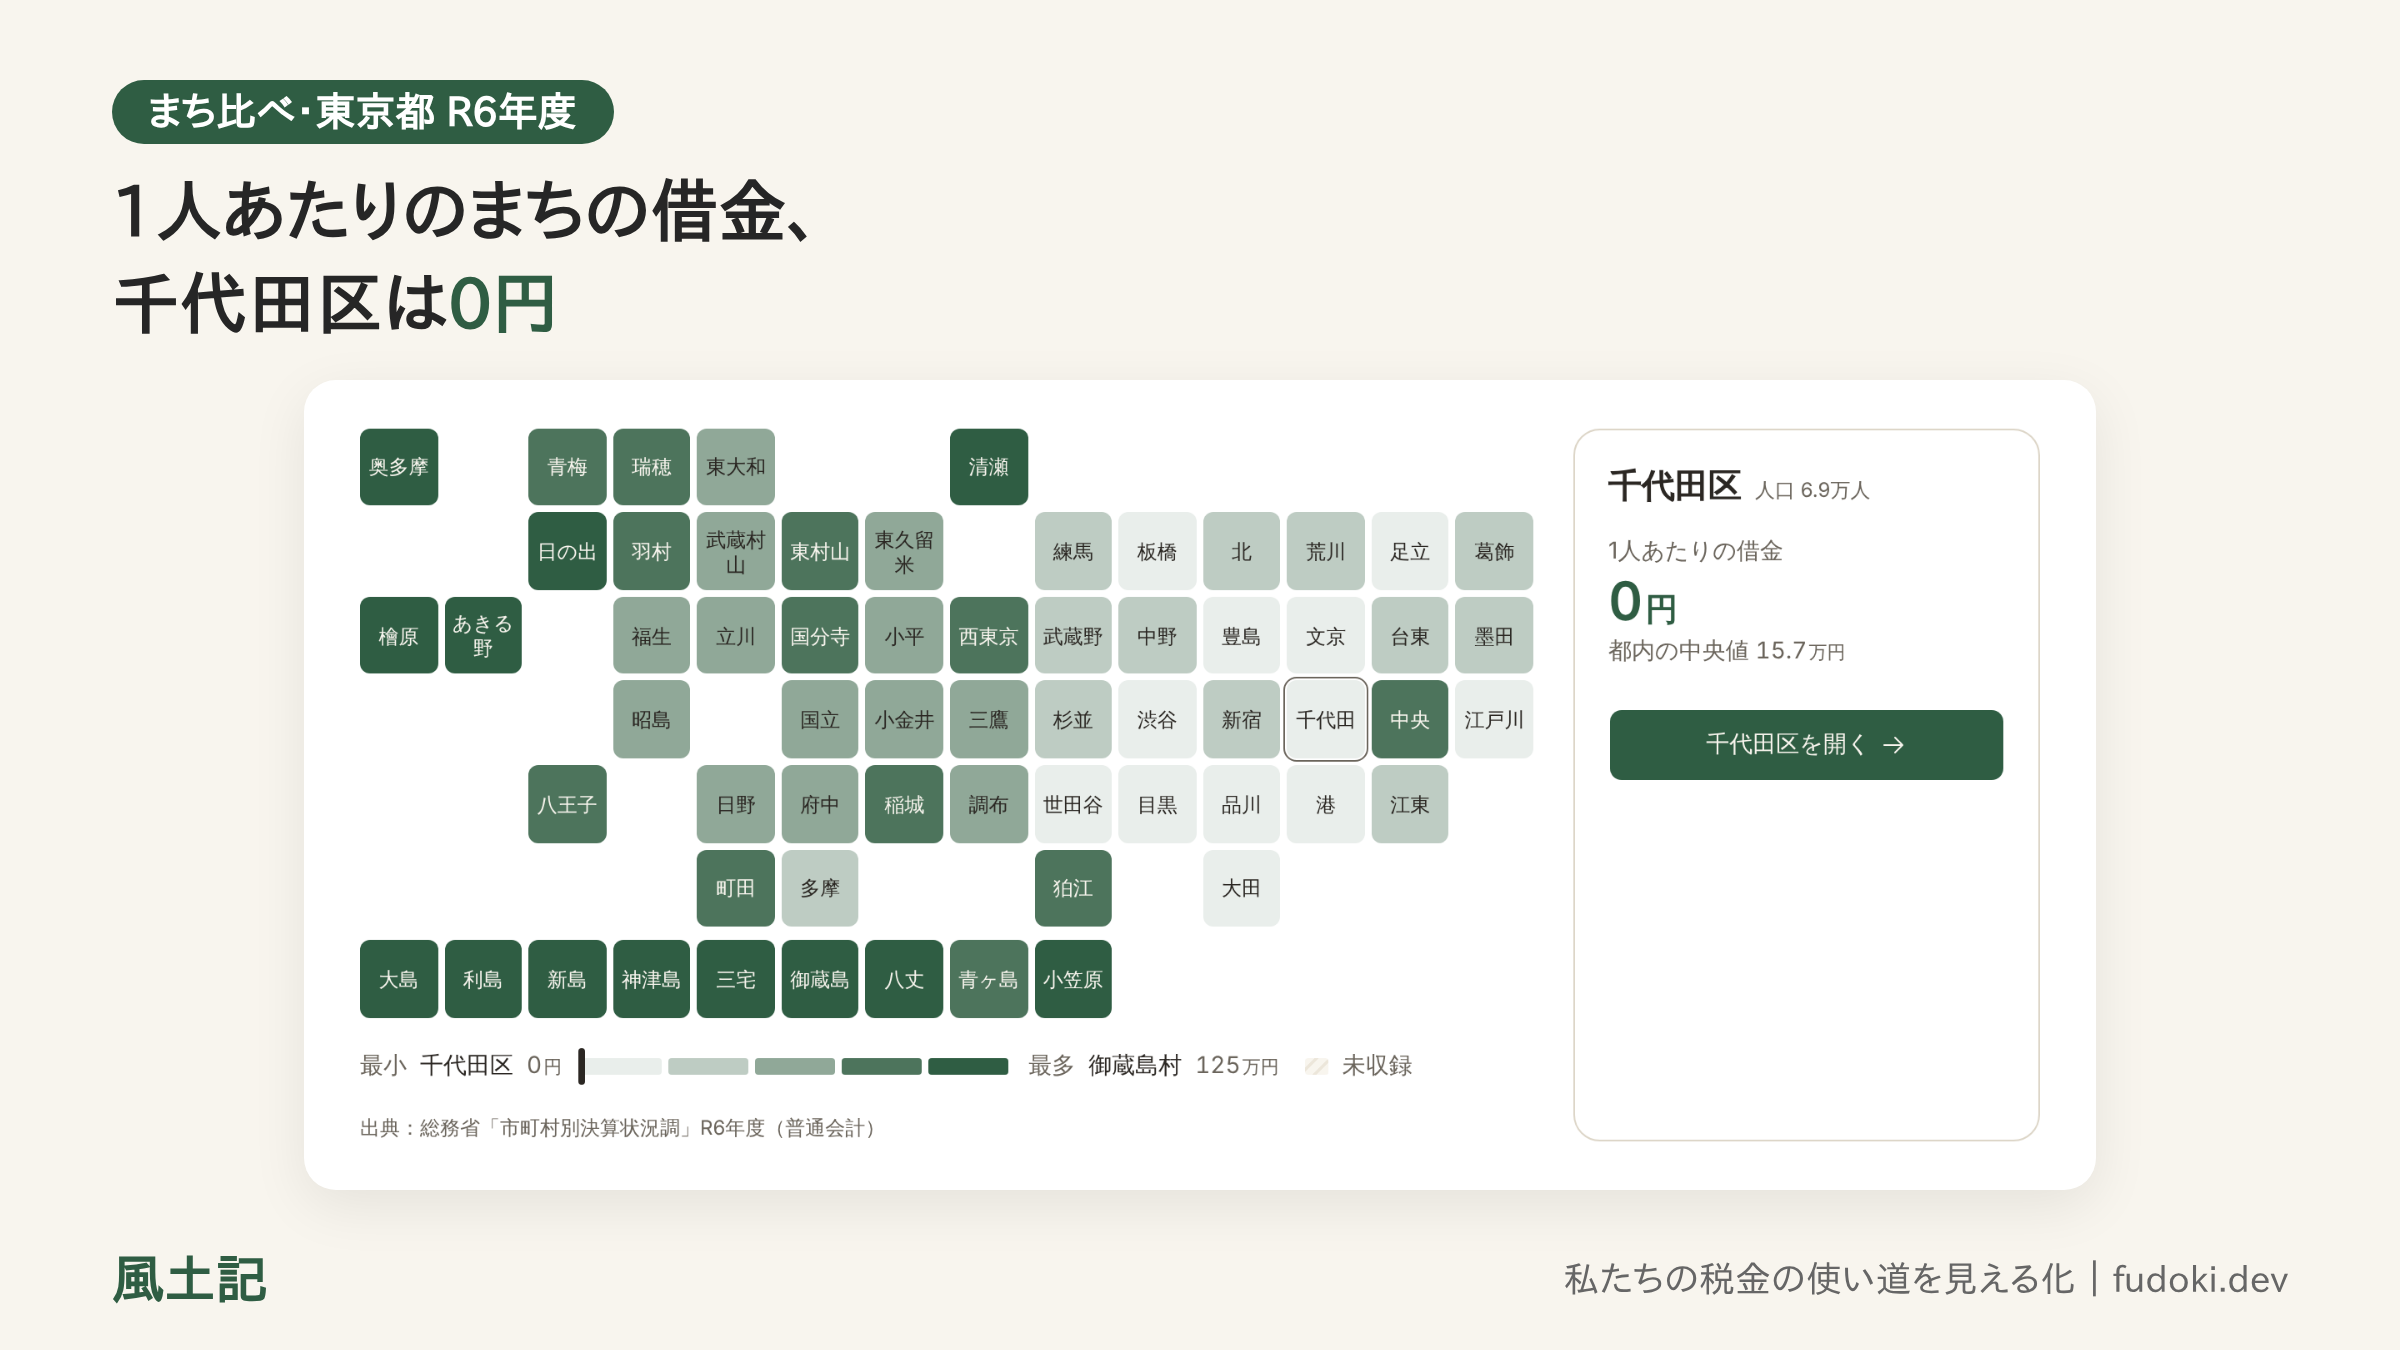 まち比べ・東京都 R6年度
1人あたりのまちの借金、
千代田区は0円
奥多摩 青梅 瑞穂 東大和 清瀬
日の出 羽村 武蔵村山 東村山 東久留米 練馬 板橋 北 荒川 足立 葛飾
檜原 あきる野 福生 立川 国分寺 小平 西東京 武蔵野 中野 豊島 文京 台東 墨田
昭島 国立 小金井 三鷹 杉並 渋谷 新宿 千代田 中央 江戸川
八王子 日野 府中 稲城 調布 世田谷 目黒 品川 港 江東
町田 多摩 狛江 大田
大島 利島 新島 神津島 三宅 御蔵島 八丈 青ヶ島 小笠原
最小 千代田区 0円 最多 御蔵島村 125万円 未収録
出典：総務省「市町村別決算状況調」R6年度（普通会計）
千代田区 人口 6.9万人
1人あたりの借金
0円
都内の中央値 15.7万円
千代田区を開く →
風土記
私たちの税金の使い道を見える化｜fudoki.dev